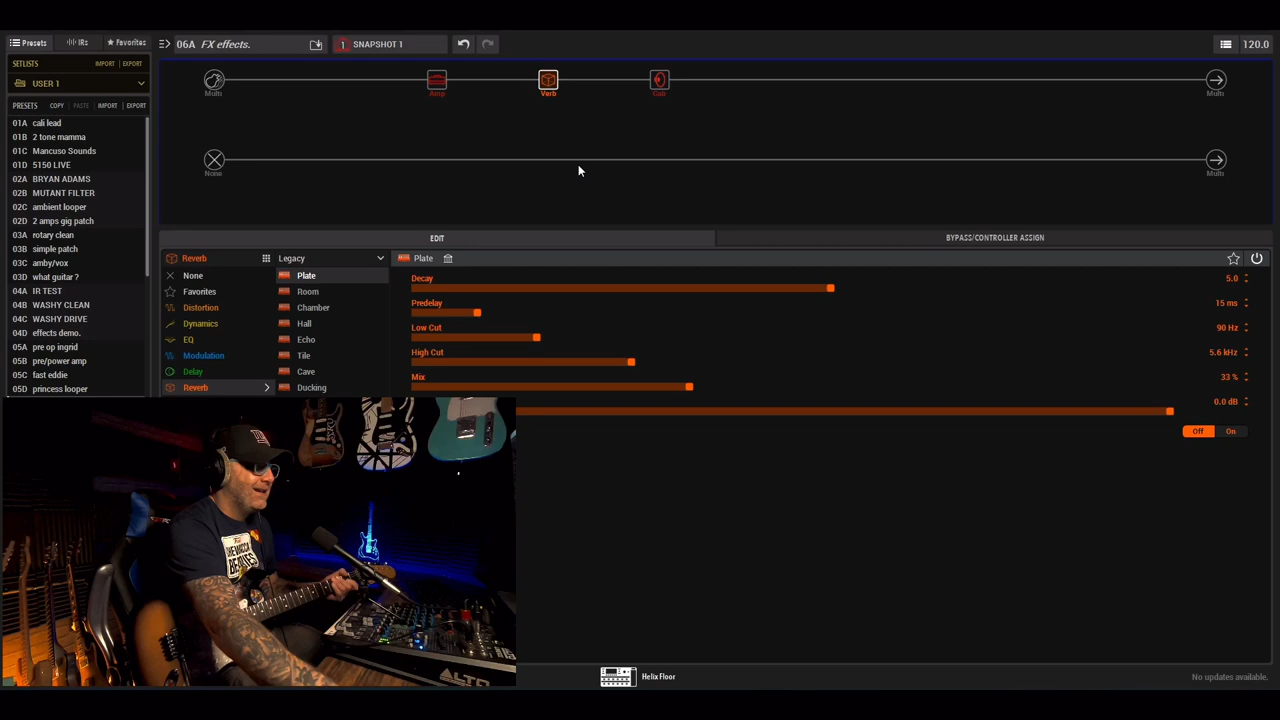 Presets
IRs
Favorites
06A FX effects.
1 SNAPSHOT 1
120.0
SETLISTS
IMPORT
EXPORT
USER 1
PRESETS
COPY
PASTE
IMPORT
EXPORT
01A cali lead
01B 2 tone mamma
01C Mancuso Sounds
01D 5150 LIVE
02A BRYAN ADAMS
02B MUTANT FILTER
02C ambient looper
02D 2 amps gig patch
03A rotary clean
03B simple patch
03C amby/vox
03D what guitar ?
04A IR TEST
04B WASHY CLEAN
04C WASHY DRIVE
04D effects demo.
05A pre op ingrid
05B pre/power amp
05C fast eddie
05D princess looper
Multi
Amp
Verb
Cab
Multi
None
Multi
EDIT
BYPASS/CONTROLLER ASSIGN
Reverb
None
Favorites
Distortion
Dynamics
EQ
Modulation
Delay
Reverb
Legacy
Plate
Room
Chamber
Hall
Echo
Tile
Cave
Ducking
Plate
Decay 5.0
Predelay 15 ms
Low Cut 90 Hz
High Cut 5.6 kHz
Mix 33 %
0.0 dB
Off On
ALTO
Helix Floor
No updates available.